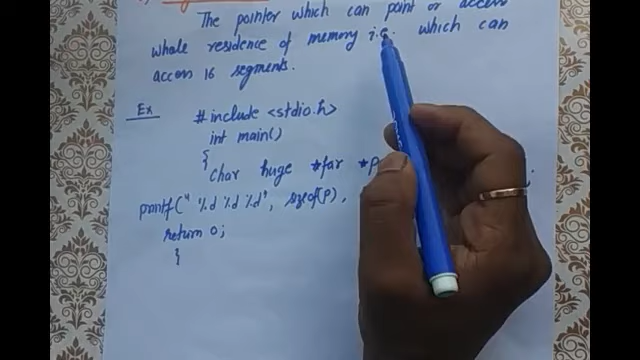 The pointer which can point or access
whole residence of memory i.e. which can
access 16 segments.
Ex
# include <stdio.h>
int main()
{
char huge *far *p
;
printf(" %d %d %d", sizeof(p),
return 0;
}